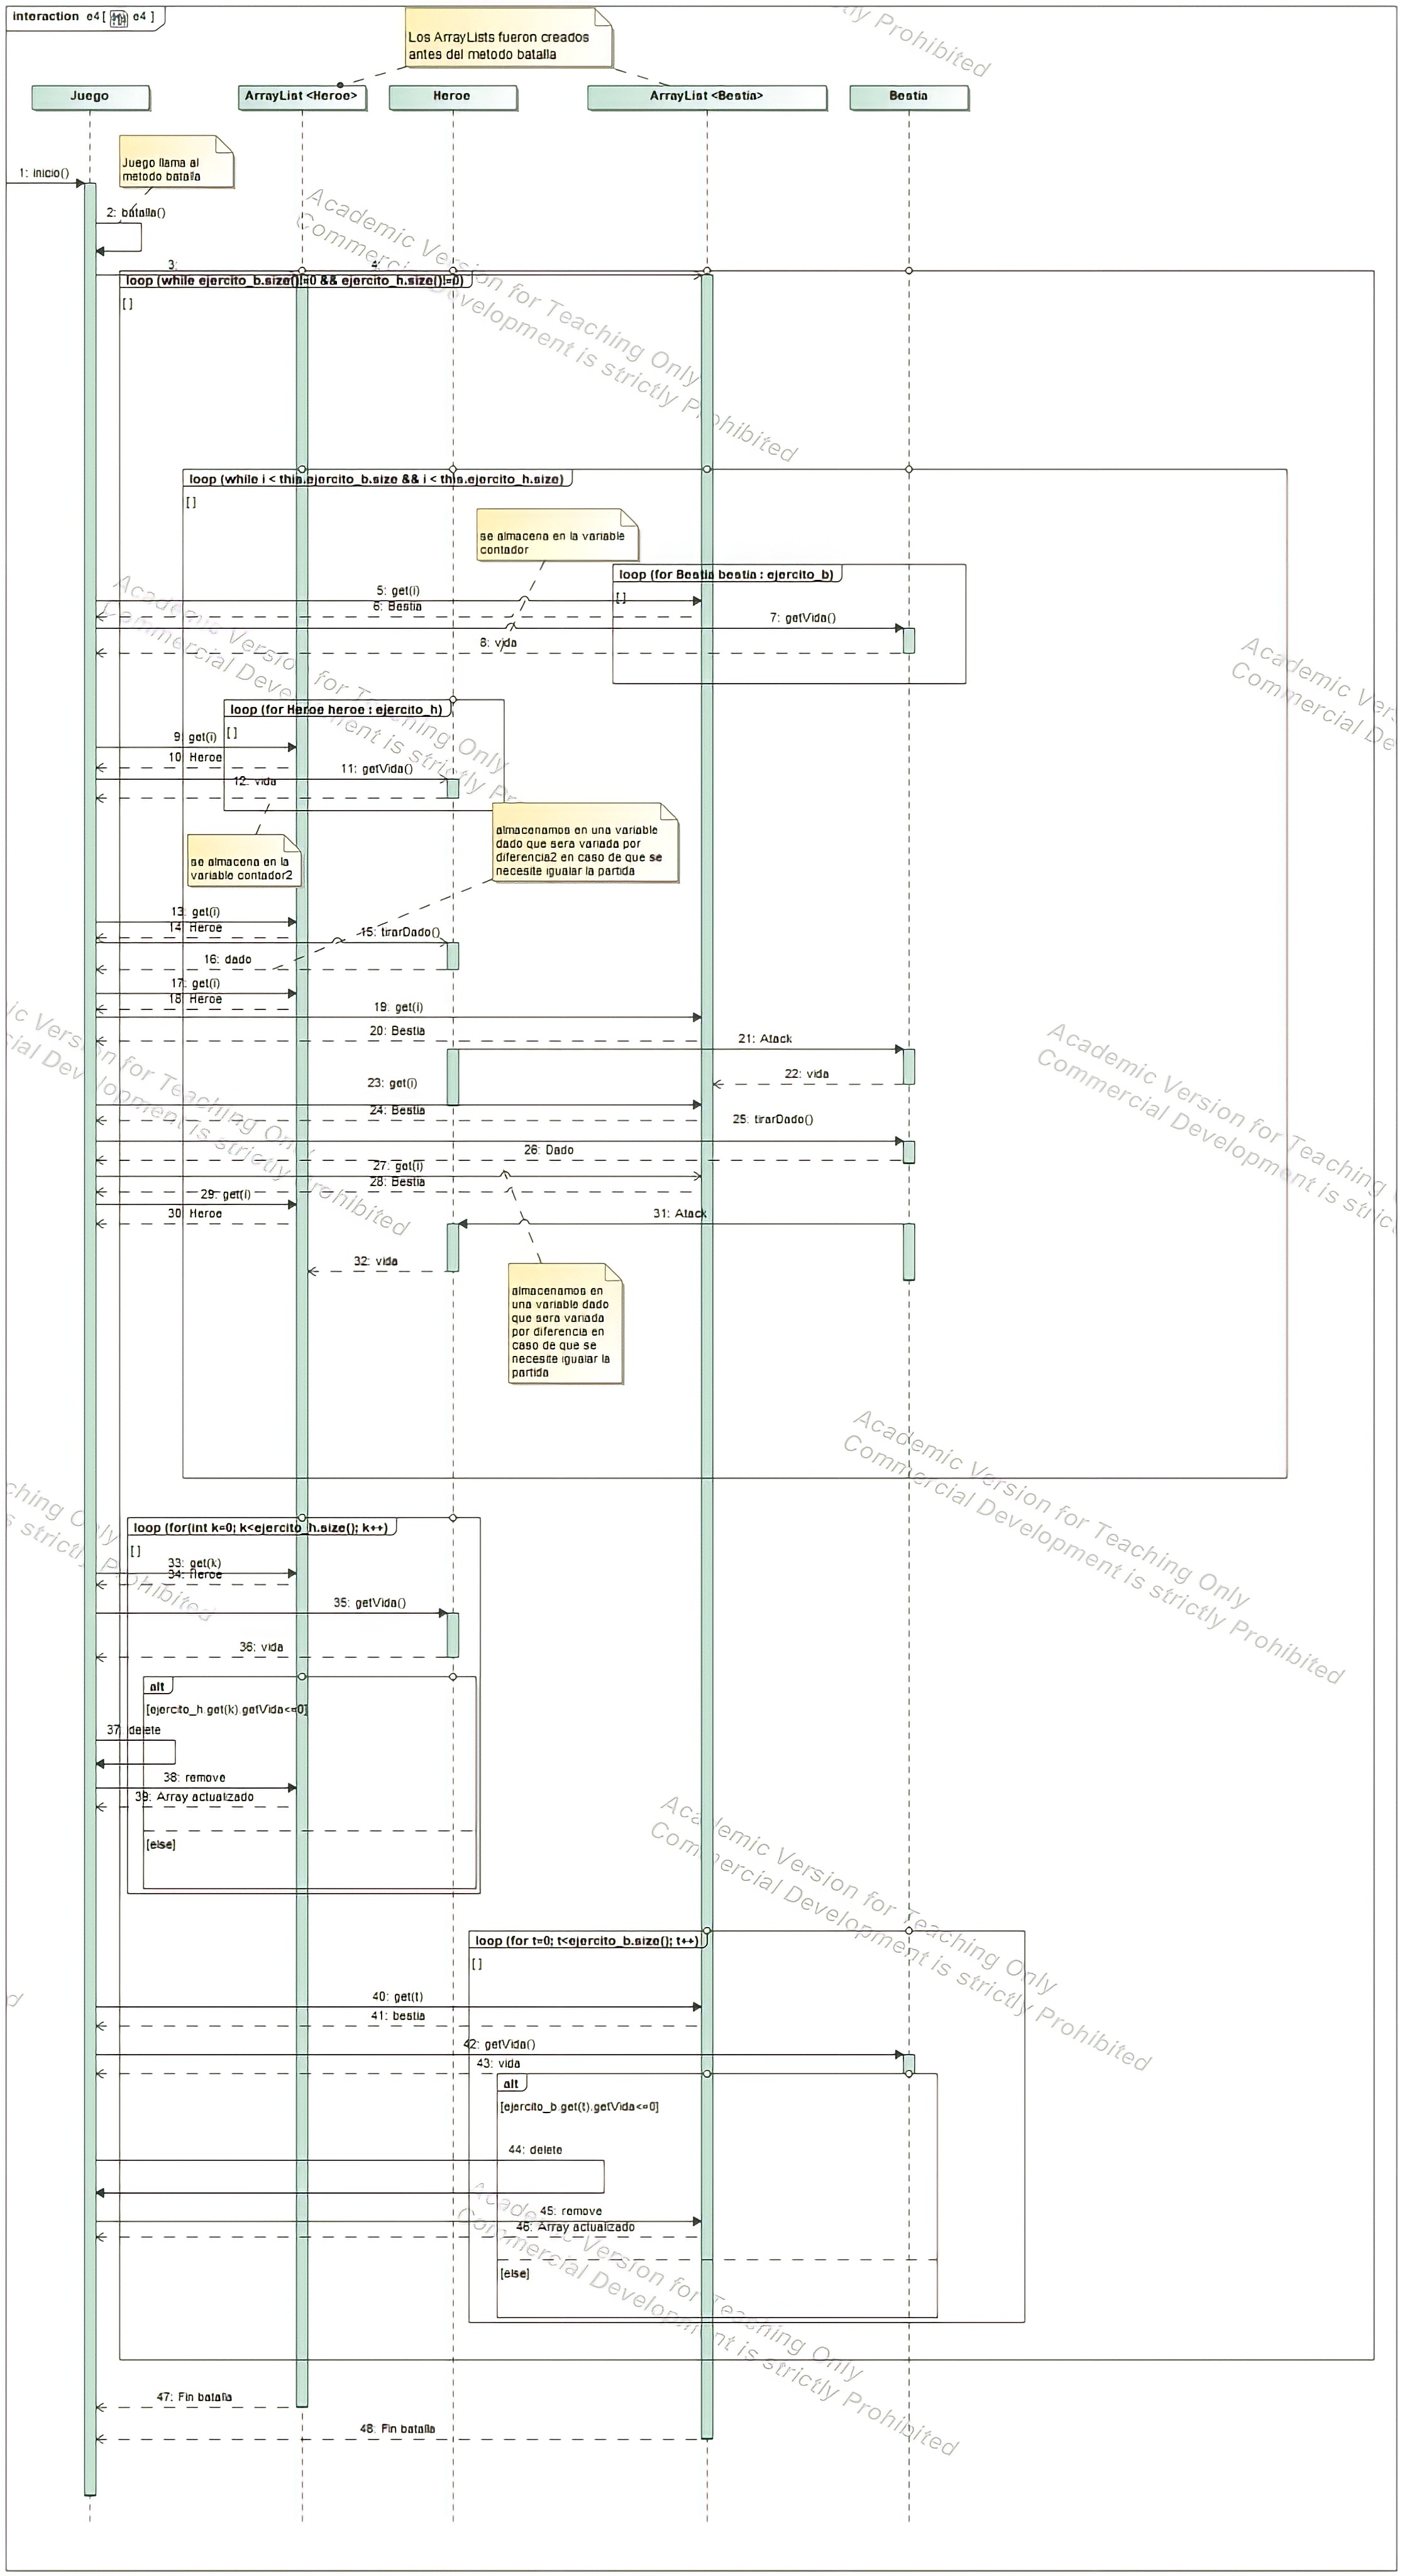 interaction e4 [ e4 ]
Los ArrayLists fueron creados
antes del metodo batalla
Juego
ArrayList <Heroe>
Heroe
ArrayList <Bestia>
Bestia
Juego llama al
metodo batalla
1: inicio()
2: batalla()
3:
4:
loop (while ejercito_b.size()!=0 && ejercito_h.size()!=0)
[ ]
loop (while i < this.ejercito_b.size && i < this.ejercito_h.size)
[ ]
se almacena en la variable
contador
loop (for Bestia bestia : ejercito_b)
[ ]
5: get(i)
6: Bestia
7: getVida()
8: vida
loop (for Heroe heroe : ejercito_h)
[ ]
9: get(i)
10: Heroe
11: getVida()
12: vida
almacenamos en una variable
dado que sera variada por
diferencia2 en caso de que se
necesite igualar la partida
se almacena en la
variable contador2
13: get(i)
14: Heroe
15: tirarDado()
16: dado
17: get(i)
18: Heroe
19: get(i)
20: Bestia
21: Atack
22: vida
23: get(i)
24: Bestia
25: tirarDado()
26: Dado
27: get(i)
28: Bestia
29: get(i)
30: Heroe
31: Atack
32: vida
almacenamos en
una variable dado
que sera variada
por diferencia en
caso de que se
necesite igualar la
partida
loop (for(int k=0; k<ejercito_h.size(); k++)
[ ]
33: get(k)
34: Heroe
35: getVida()
36: vida
alt
[ejercito_h.get(k).getVida<=0]
37: delete
38: remove
39: Array actualizado
[else]
loop (for t=0; t<ejercito_b.size(); t++)
[ ]
40: get(t)
41: bestia
42: getVida()
43: vida
alt
[ejercito_b.get(t).getVida<=0]
44: delete
45: remove
46: Array actualizado
[else]
47: Fin batalla
48: Fin batalla
Academic Version for Teaching Only
Commercial Development is strictly Prohibited